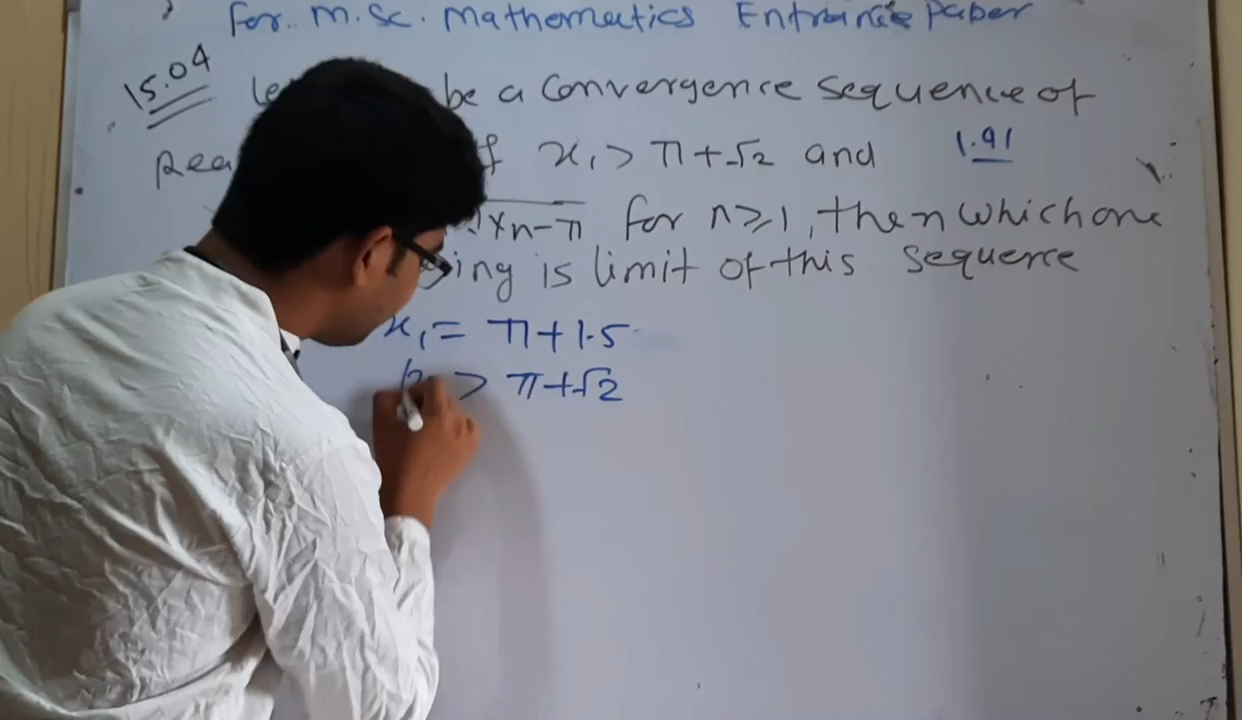 For.. M.Sc. Mathematics Entrance Paper
15.04
be a Convergence Sequence of
x₁ > π + √2 and 1.91
√xn-π for n≥1, then which one
ing is limit of this Sequence
x₁ = π + 1.5
> π + √2